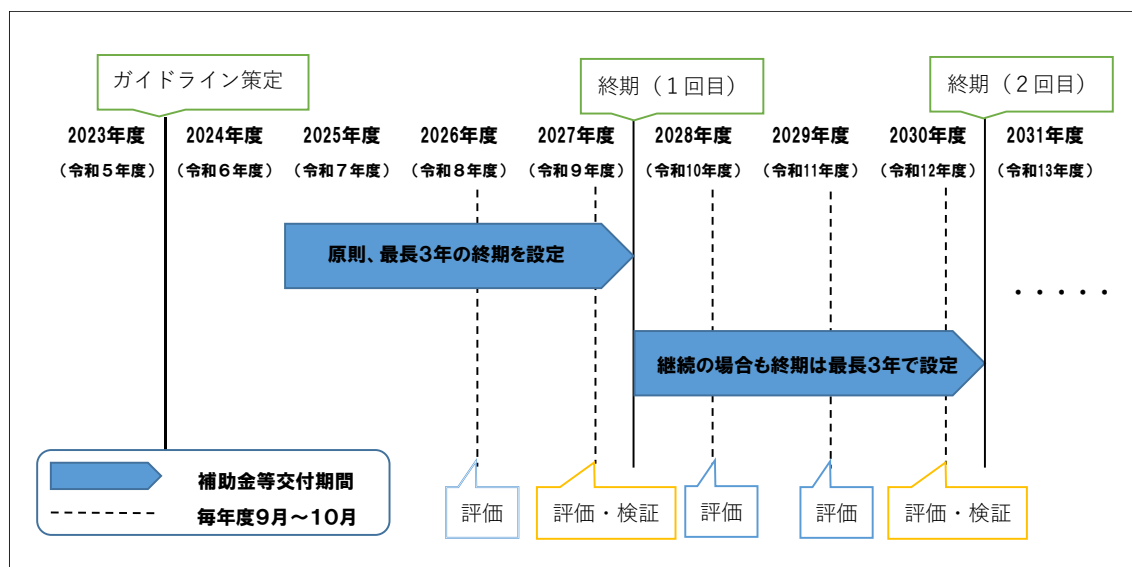 ガイドライン策定
終期（１回目）
終期（２回目）
2023年度
2024年度
2025年度
2026年度
2027年度
2028年度
2029年度
2030年度
2031年度
（令和５年度）
（令和６年度）
（令和７年度）
（令和８年度）
（令和９年度）
（令和10年度）
（令和11年度）
（令和12年度）
（令和13年度）
原則、最長３年の終期を設定
・・・・・
継続の場合も終期は最長３年で設定
補助金等交付期間
毎年度９月～１０月
評価
評価・検証
評価
評価
評価・検証